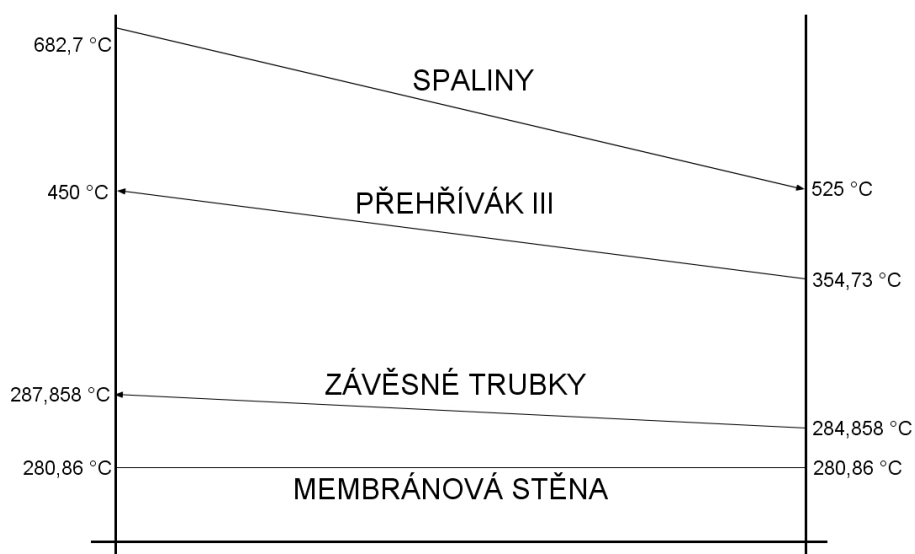 682,7 °C
SPALINY
450 °C
PŘEHŘÍVÁK III
525 °C
354,73 °C
ZÁVĚSNÉ TRUBKY
287,858 °C
284,858 °C
280,86 °C
280,86 °C
MEMBRÁNOVÁ STĚNA